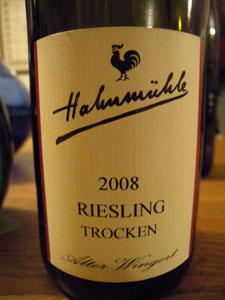 Hahnmühle
2008
RIESLING
TROCKEN
Alter Wingert